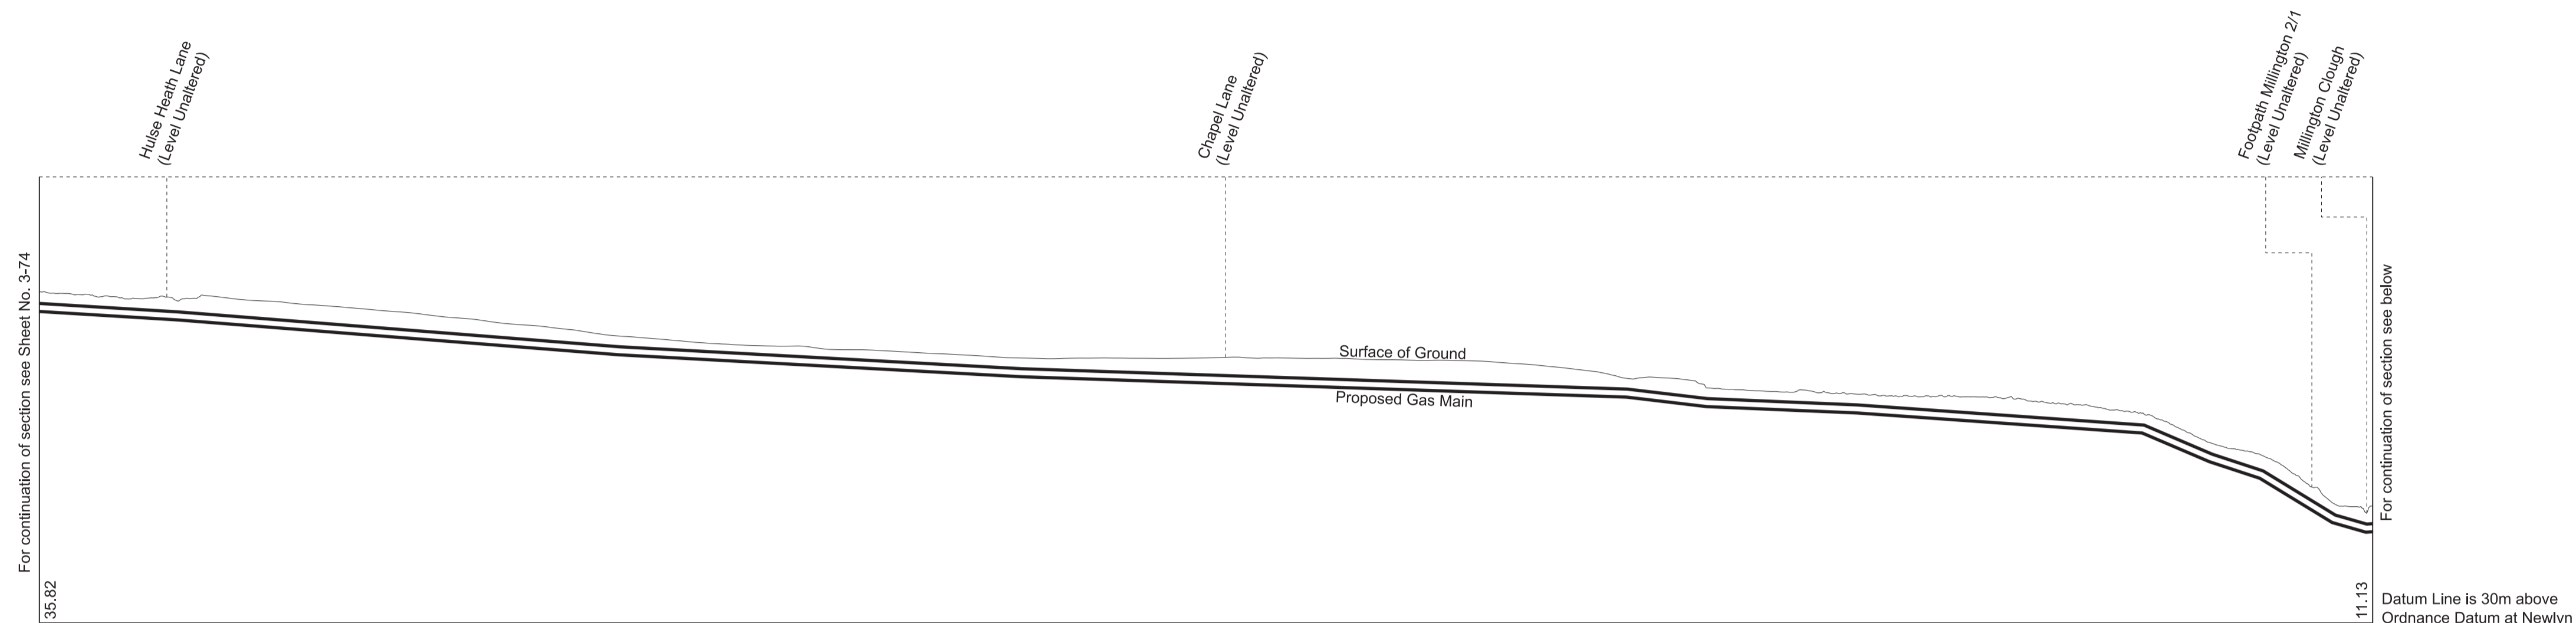 Hulse Heath Lane
(Level Unaltered)
Chapel Lane
(Level Unaltered)
Footpath Millington 2/1
(Level Unaltered)
Millington Clough
(Level Unaltered)
For continuation of section see Sheet No. 3-74
Surface of Ground
Proposed Gas Main
For continuation of section see below
35.82
11.13
Datum Line is 30m above
Ordnance Datum at Newlyn